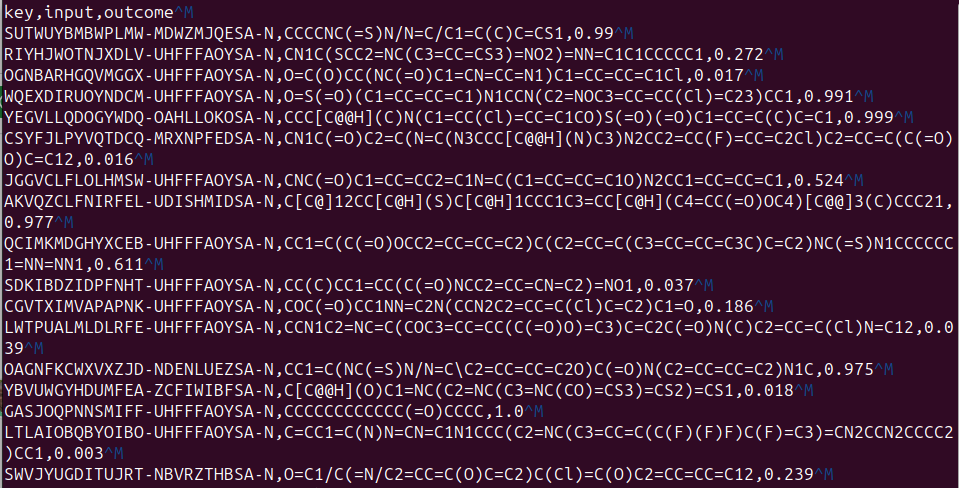 key,input,outcome^M
SUTWUYBMBWPLMW-MDWZMJQESA-N,CCCCNC(=S)N/N=C/C1=C(C)C=CS1,0.99^M
RIYHJWOTNJXDLV-UHFFFAOYSA-N,CN1C(SCC2=NC(C3=CC=CS3)=NO2)=NN=C1C1CCCCC1,0.272^M
OGNBARHGQVMGGX-UHFFFAOYSA-N,O=C(O)CC(NC(=O)C1=CN=CC=N1)C1=CC=CC=C1Cl,0.017^M
WQEXDIRUOYNDCM-UHFFFAOYSA-N,O=S(=O)(C1=CC=CC=C1)N1CCN(C2=NOC3=CC=CC(Cl)=C23)CC1,0.991^M
YEGVLLQDOGYWDQ-OAHLLOKOSA-N,CCC[C@@H](C)N(C1=CC(Cl)=CC=C1CO)S(=O)(=O)C1=CC=C(C)C=C1,0.999^M
CSYFJLPYVQTDCQ-MRXNPFEDSA-N,CN1C(=O)C2=C(N=C(N3CCC[C@@H](N)C3)N2CC2=CC(F)=CC=C2Cl)C2=CC=C(C(=O)
O)C=C12,0.016^M
JGGVCLFLOLHMSW-UHFFFAOYSA-N,CNC(=O)C1=CC=CC2=C1N=C(C1=CC=CC=C1O)N2CC1=CC=CC=C1,0.524^M
AKVQZCLFNIRFEL-UDISHMIDSA-N,C[C@]12CC[C@H](S)C[C@H]1CCC1C3=CC[C@H](C4=CC(=O)OC4)[C@@]3(C)CCC21,
0.977^M
QCIMKMDGHYXCEB-UHFFFAOYSA-N,CC1=C(C(=O)OCC2=CC=CC=C2)C(C2=CC=C(C3=CC=CC=C3C)C=C2)NC(=S)N1CCCCCC
1=NN=NN1,0.611^M
SDKIBDZIDPFNHT-UHFFFAOYSA-N,CC(C)CC1=CC(C(=O)NCC2=CC=CN=C2)=NO1,0.037^M
CGVTXIMVAPAPNK-UHFFFAOYSA-N,COC(=O)CC1NN=C2N(CCN2C2=CC=C(Cl)C=C2)C1=O,0.186^M
LWTPUALMLDLRFE-UHFFFAOYSA-N,CCN1C2=NC=C(COC3=CC=CC(C(=O)O)=C3)C=C2C(=O)N(C)C2=CC=C(Cl)N=C12,0.0
39^M
OAGNFKCWXVXZJD-NDENLUEZSA-N,CC1=C(NC(=S)N/N=C\C2=CC=CC=C2O)C(=O)N(C2=CC=CC=C2)N1C,0.975^M
YBVUWGYHDUMFEA-ZCFIWIBFSA-N,C[C@@H](O)C1=NC(C2=NC(C3=NC(CO)=CS3)=CS2)=CS1,0.018^M
GASJOQPNNSMIFF-UHFFFAOYSA-N,CCCCCCCCCCCC(=O)CCCC,1.0^M
LTLAIOBQBYOIBO-UHFFFAOYSA-N,C=CC1=C(N)N=CN=C1N1CCC(C2=NC(C3=CC=C(C(F)(F)F)C(F)=C3)=CN2CCN2CCCC2
)CC1,0.003^M
SWVJYUGDITUJRT-NBVRZTHBSA-N,O=C1/C(=N/C2=CC=C(O)C=C2)C(Cl)=C(O)C2=CC=CC=C12,0.239^M